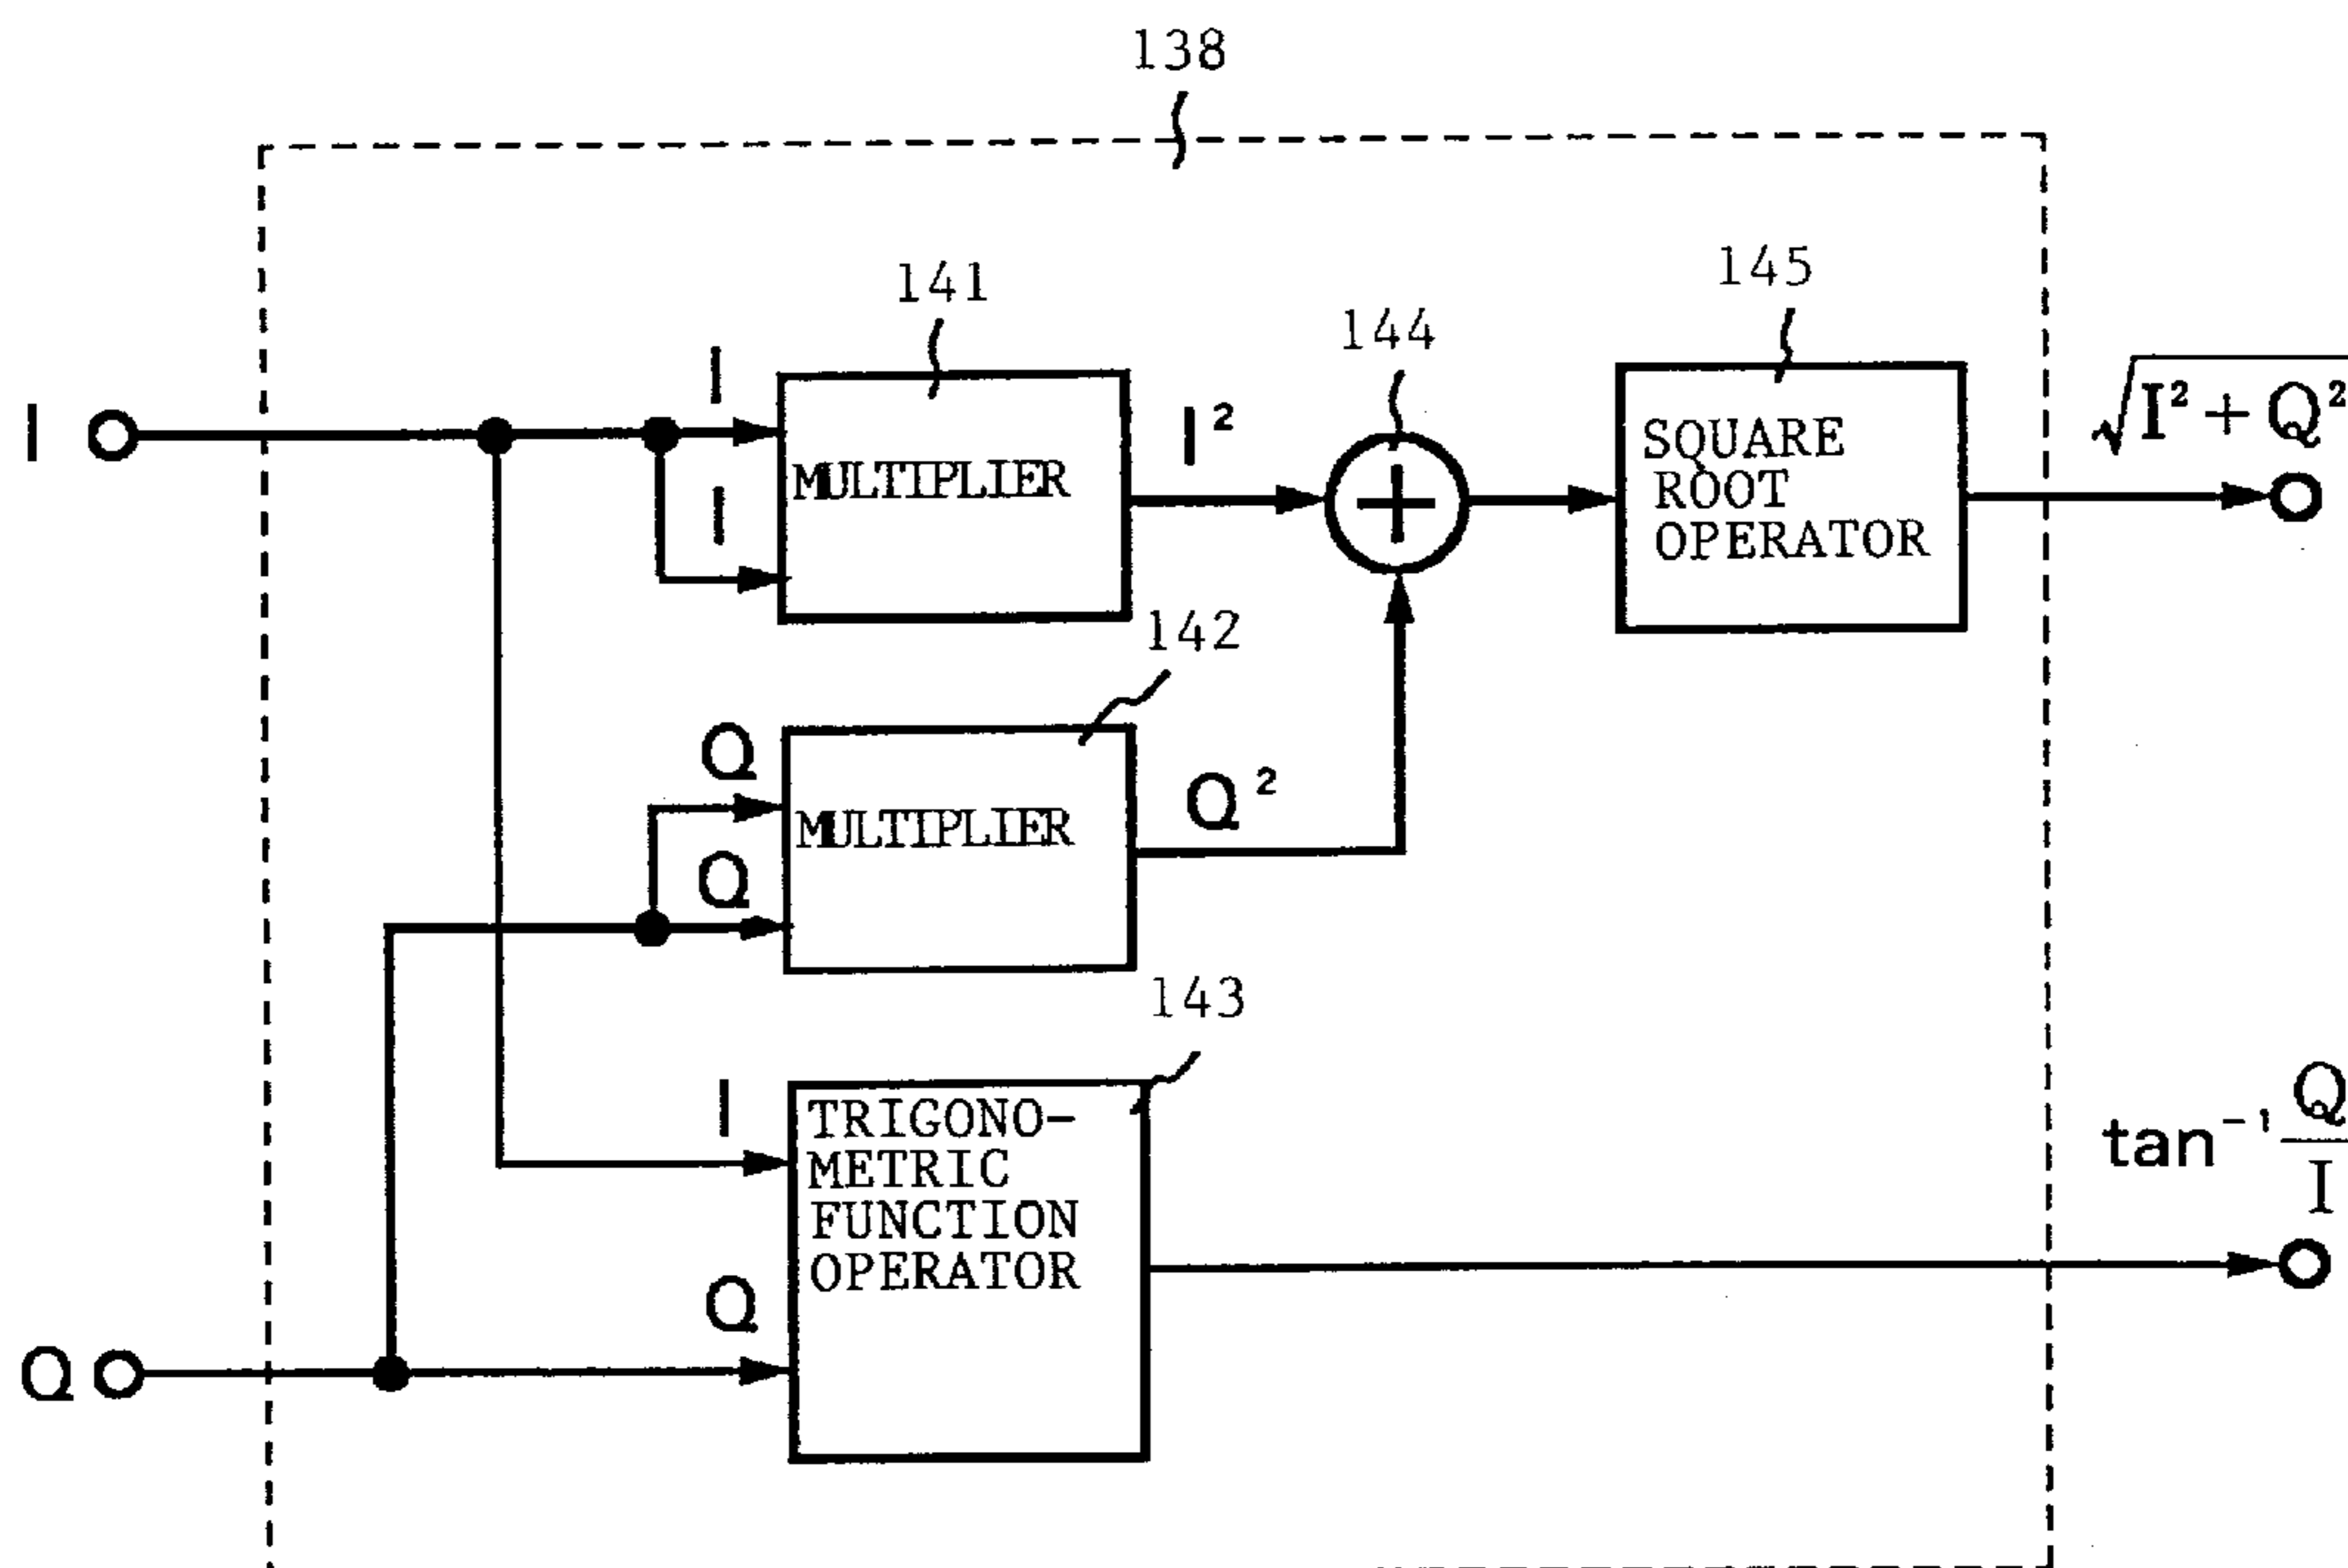 138
141
145
144
I
I
I²
√I² + Q²
I
MULTIPLIER
SQUARE
ROOT
OPERATOR
142
Q
Q²
MULTIPLIER
Q
143
I
TRIGONO-
METRIC
FUNCTION
OPERATOR
tan⁻¹ Q/I
Q
Q